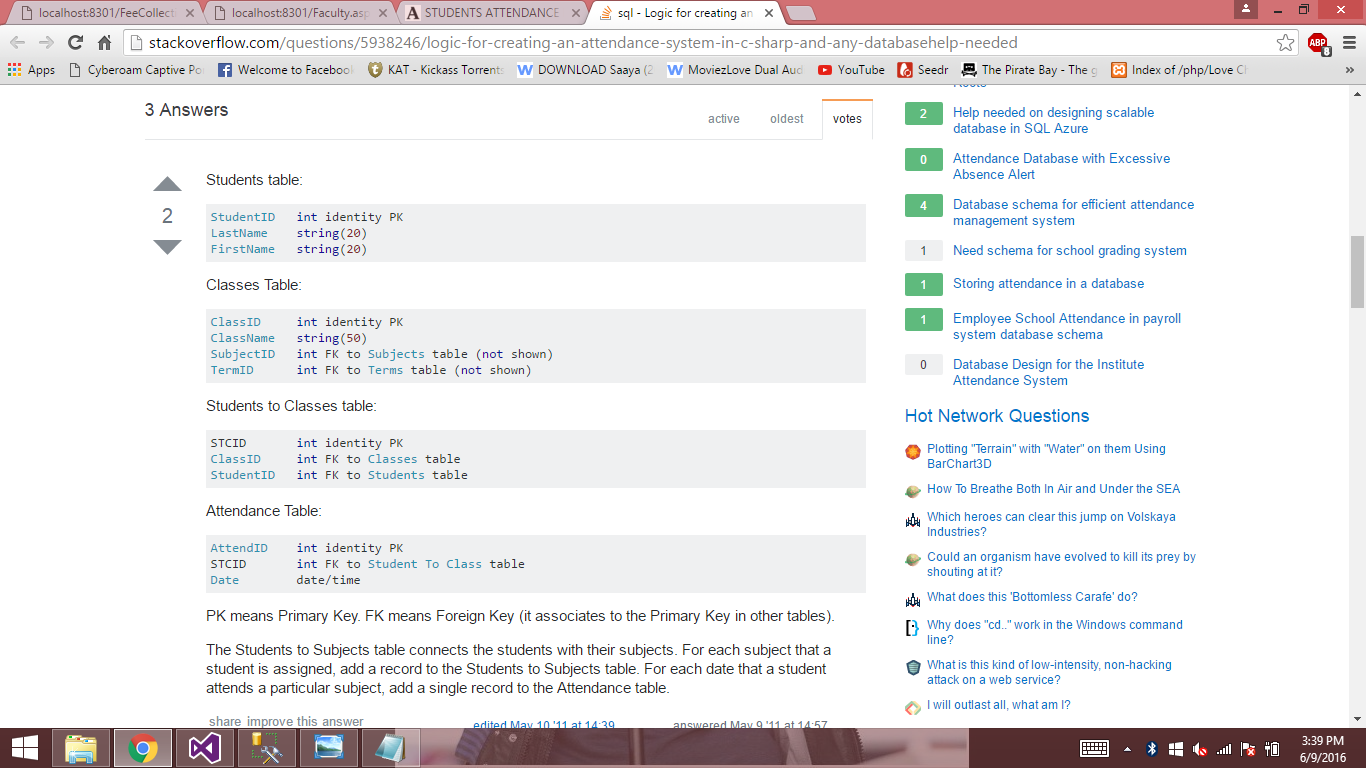 localhost:8301/FeeCollecti
localhost:8301/Faculty.asp
STUDENTS ATTENDANCE
sql - Logic for creating an
stackoverflow.com/questions/5938246/logic-for-creating-an-attendance-system-in-c-sharp-and-any-databasehelp-needed
ABP
8
Apps
Cyberoam Captive Po
Welcome to Facebook
KAT - Kickass Torrents
DOWNLOAD Saaya (2
MoviezLove Dual Aud
YouTube
Seedr
The Pirate Bay - The g
Index of /php/Love Ch
»
3 Answers
active oldest votes
2
Students table:
StudentID int identity PK
LastName string(20)
FirstName string(20)
Classes Table:
ClassID int identity PK
ClassName string(50)
SubjectID int FK to Subjects table (not shown)
TermID int FK to Terms table (not shown)
Students to Classes table:
STCID int identity PK
ClassID int FK to Classes table
StudentID int FK to Students table
Attendance Table:
AttendID int identity PK
STCID int FK to Student To Class table
Date date/time
PK means Primary Key. FK means Foreign Key (it associates to the Primary Key in other tables).
The Students to Subjects table connects the students with their subjects. For each subject that a
student is assigned, add a record to the Students to Subjects table. For each date that a student
attends a particular subject, add a single record to the Attendance table.
share improve this answer
edited May 10 '11 at 14:39
answered May 9 '11 at 14:57
2 Help needed on designing scalable
database in SQL Azure
0 Attendance Database with Excessive
Absence Alert
4 Database schema for efficient attendance
management system
1 Need schema for school grading system
1 Storing attendance in a database
1 Employee School Attendance in payroll
system database schema
0 Database Design for the Institute
Attendance System
Hot Network Questions
Plotting "Terrain" with "Water" on them Using
BarChart3D
How To Breathe Both In Air and Under the SEA
Which heroes can clear this jump on Volskaya
Industries?
Could an organism have evolved to kill its prey by
shouting at it?
What does this 'Bottomless Carafe' do?
Why does "cd.." work in the Windows command
line?
What is this kind of low-intensity, non-hacking
attack on a web service?
I will outlast all, what am I?
3:39 PM
6/9/2016